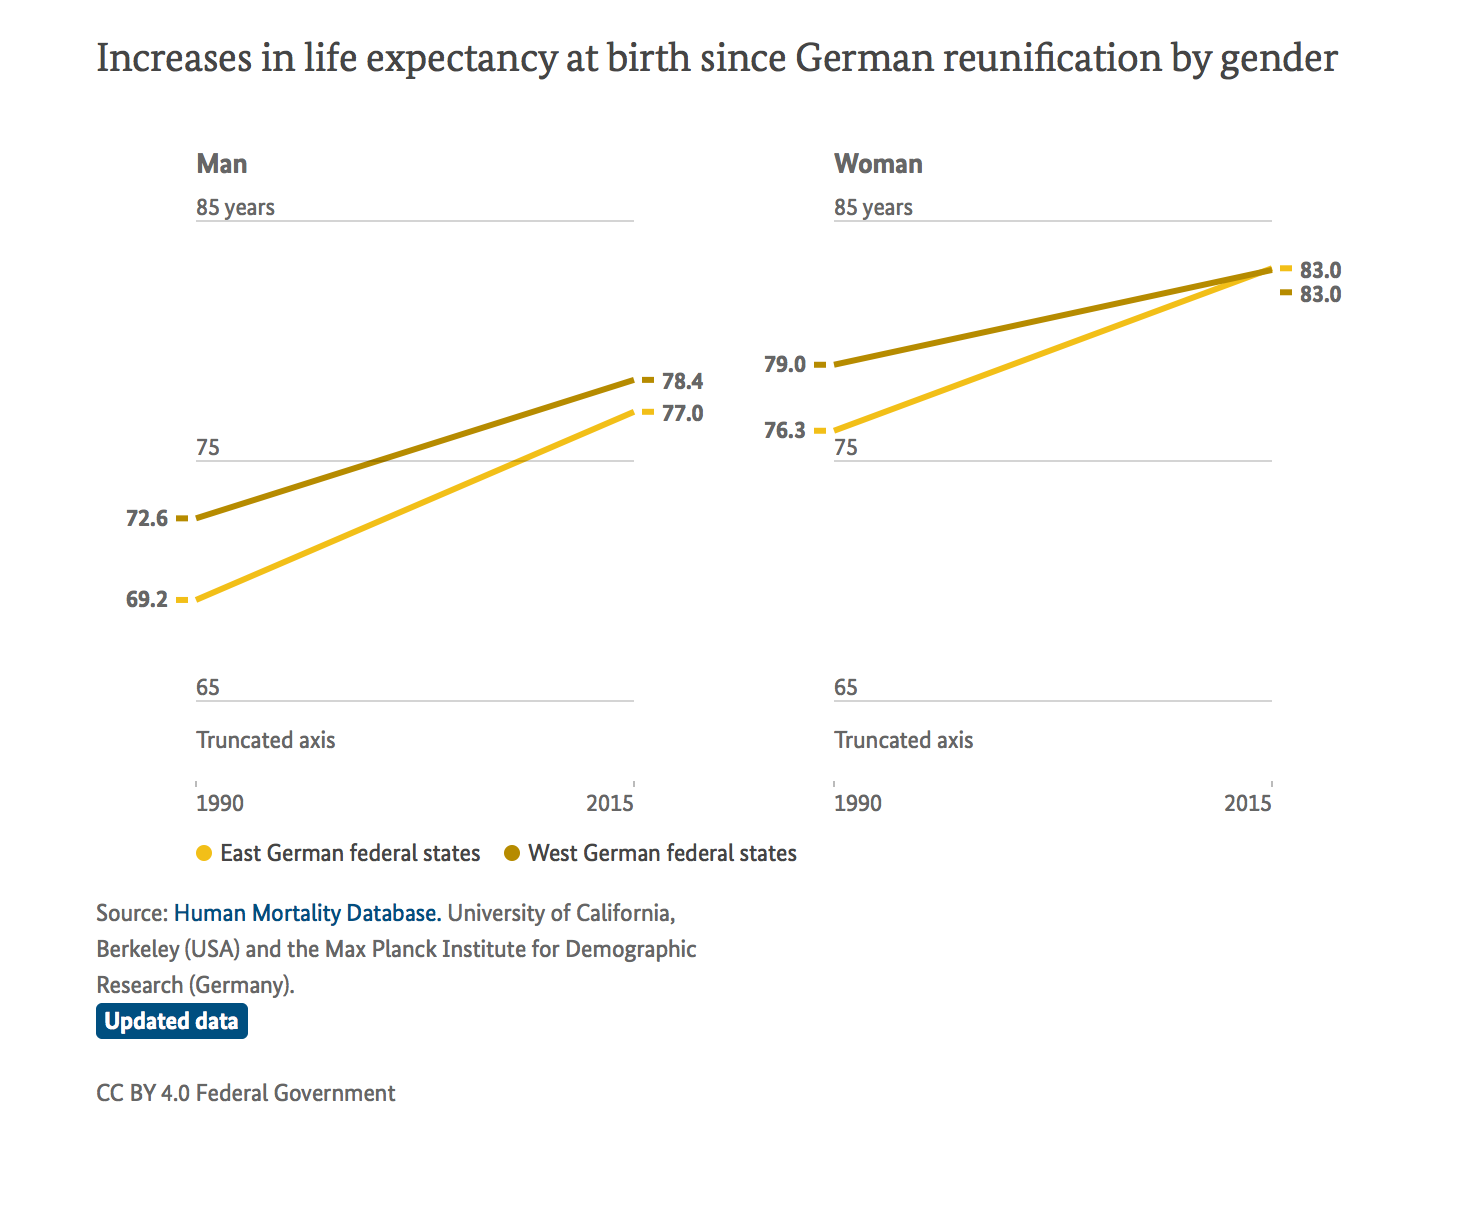 Increases in life expectancy at birth since German reunification by gender
Man
85 years
78.4
77.0
75
72.6
69.2
65
Truncated axis
1990 2015
Woman
85 years
83.0
83.0
79.0
76.3
75
65
Truncated axis
1990 2015
East German federal states West German federal states
Source: Human Mortality Database. University of California,
Berkeley (USA) and the Max Planck Institute for Demographic
Research (Germany).
Updated data
CC BY 4.0 Federal Government